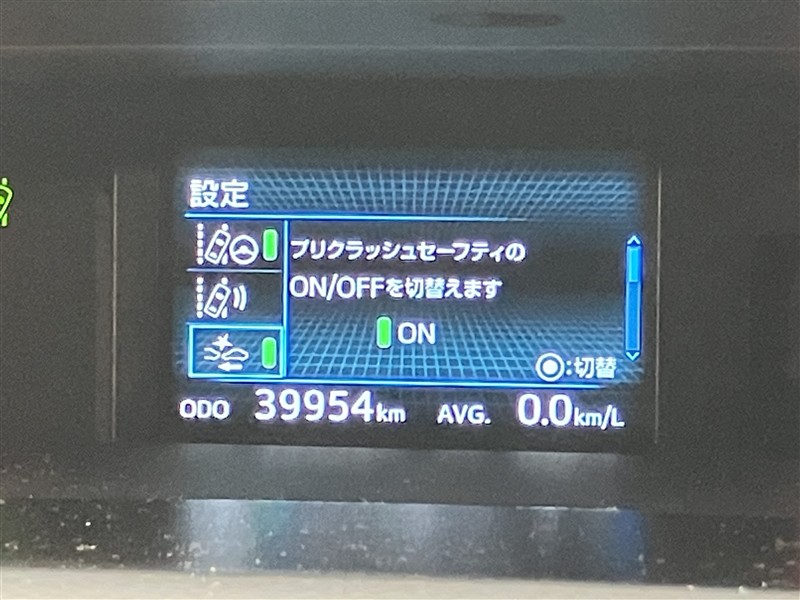 設定
プリクラッシュセーフティの
ON/OFFを切替えます
ON
:切替
ODO 39954km AVG. 0.0km/L